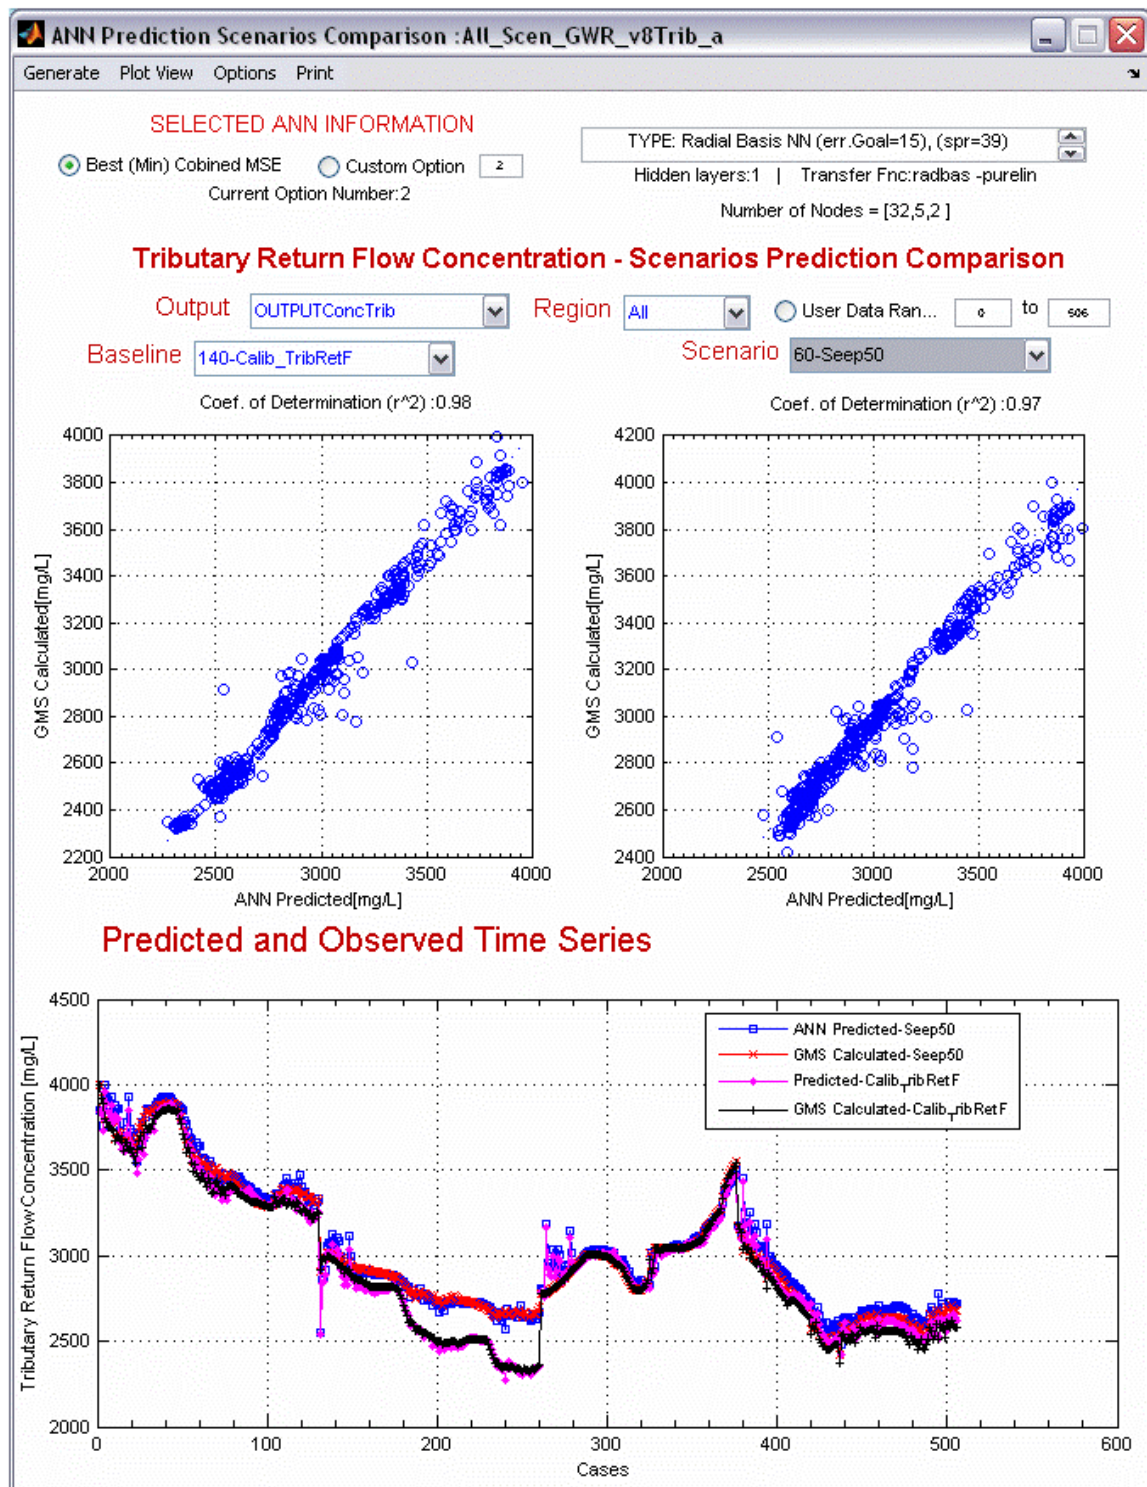 ANN Prediction Scenarios Comparison :All_Scen_GWR_v8Trib_a
Generate Plot View Options Print
SELECTED ANN INFORMATION
Best (Min) Cobined MSE Custom Option 2
Current Option Number:2
TYPE: Radial Basis NN (err.Goal=15), (spr=39)
Hidden layers:1 | Transfer Fnc:radbas -purelin
Number of Nodes = [32,5,2 ]
Tributary Return Flow Concentration - Scenarios Prediction Comparison
Output OUTPUTConcTrib Region All User Data Ran... 0 to 506
Baseline 140-Calib_TribRetF Scenario 60-Seep50
Coef. of Determination (r^2) :0.98
4000
3800
3600
3400
3200
3000
2800
2600
2400
2200
GMS Calculated[mg/L]
2000 2500 3000 3500 4000
ANN Predicted[mg/L]
Coef. of Determination (r^2) :0.97
4200
4000
3800
3600
3400
3200
3000
2800
2600
2400
GMS Calculated[mg/L]
2000 2500 3000 3500 4000
ANN Predicted[mg/L]
Predicted and Observed Time Series
4500
4000
3500
3000
2500
2000
Tributary Return Flow Concentration [mg/L]
ANN Predicted-Seep50
GMS Calculated-Seep50
Predicted-Calib_TribRetF
GMS Calculated-Calib_TribRetF
0 100 200 300 400 500 600
Cases